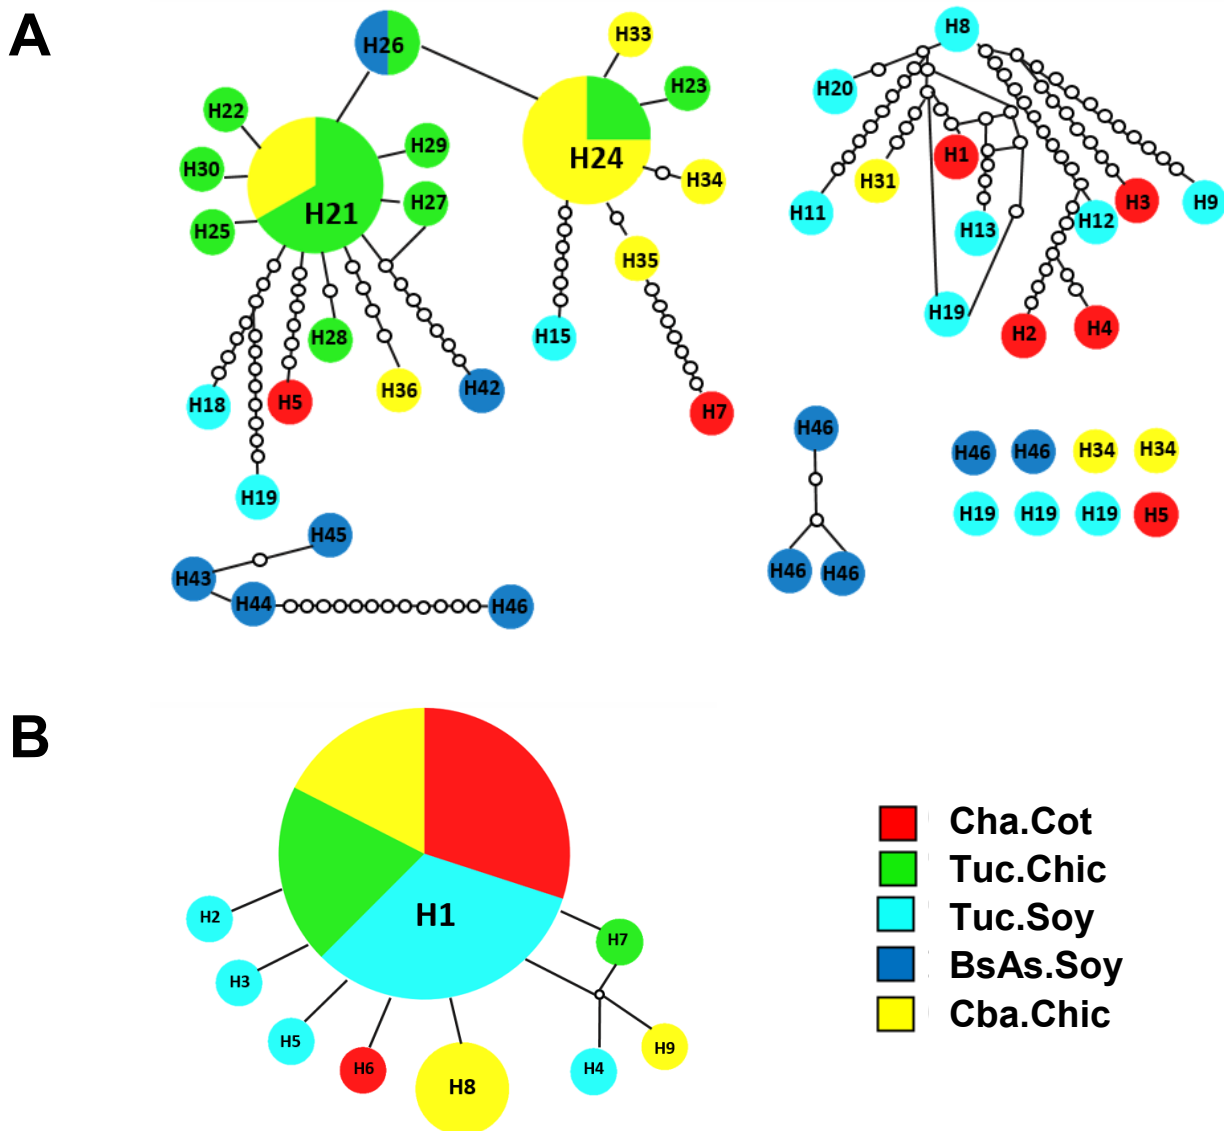 A
H26
H33
H8
H20
H23
H22
H29
H24
H1
H30
H31
H34
H21
H27
H3
H9
H25
H11
H13
H12
H35
H19
H15
H28
H2
H4
H18
H5
H36
H42
H7
H19
H46
H46 H46 H34 H34
H19 H19 H19 H5
H45
H43
H44
H46
H46 H46
B
H1
H2
H7
H3
H5
H6
H8
H4
H9
Cha.Cot
Tuc.Chic
Tuc.Soy
BsAs.Soy
Cba.Chic